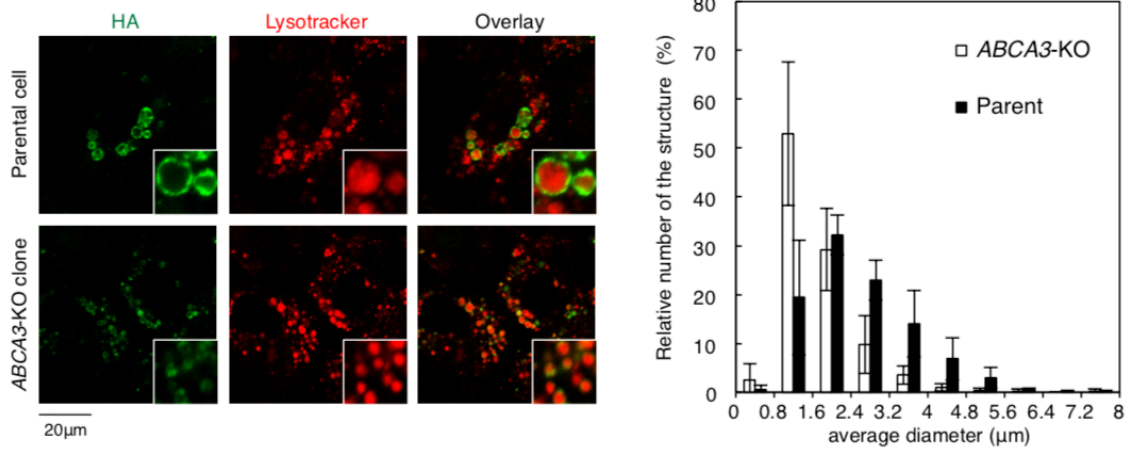 HA
Lysotracker
Overlay
Parental cell
ABCA3-KO clone
20μm
Relative number of the structure (%)
80
70
60
50
40
30
20
10
0
ABCA3-KO
Parent
0 0.8 1.6 2.4 3.2 4 4.8 5.6 6.4 7.2 8
average diameter (μm)